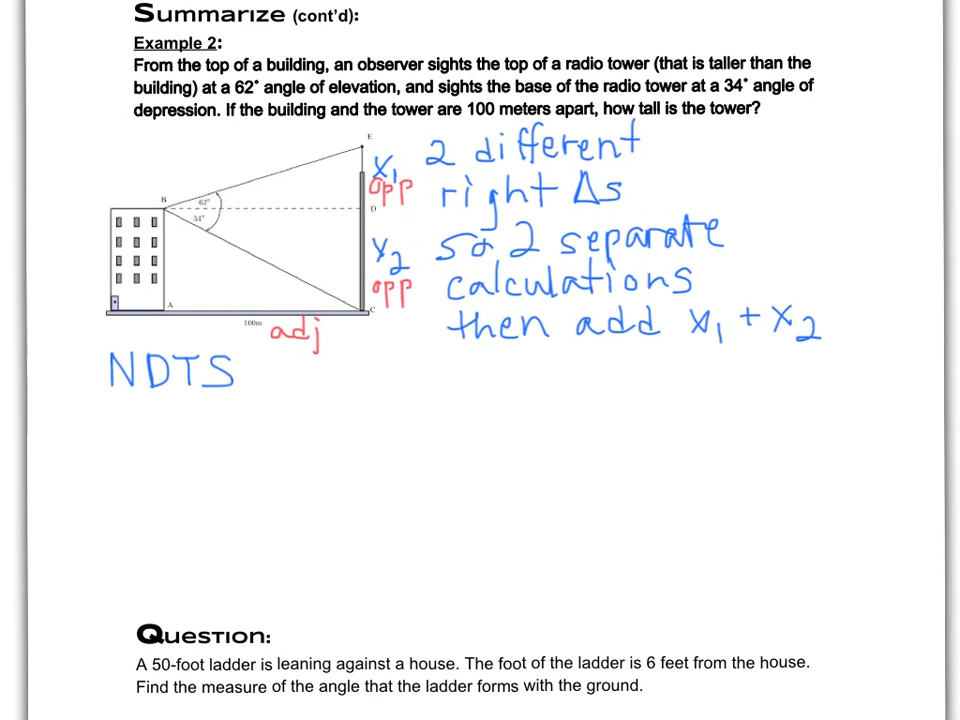 Summarize (cont'd):
Example 2:
From the top of a building, an observer sights the top of a radio tower (that is taller than the
building) at a 62° angle of elevation, and sights the base of the radio tower at a 34° angle of
depression. If the building and the tower are 100 meters apart, how tall is the tower?
E
x₁ 2 different
opp right Δs
B
62°
D
34°
x₂ so 2 separate
opp calculations
A
C
100m adj
then add x₁ + x₂
NDTS
Question:
A 50-foot ladder is leaning against a house. The foot of the ladder is 6 feet from the house.
Find the measure of the angle that the ladder forms with the ground.